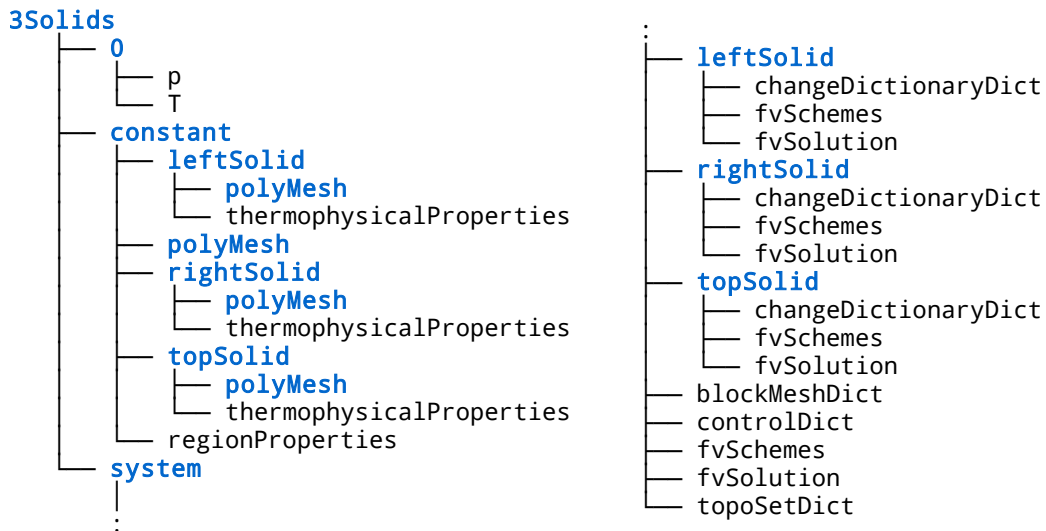 3Solids
0
p
T
constant
leftSolid
polyMesh
thermophysicalProperties
polyMesh
rightSolid
polyMesh
thermophysicalProperties
topSolid
polyMesh
thermophysicalProperties
regionProperties
system
leftSolid
changeDictionaryDict
fvSchemes
fvSolution
rightSolid
changeDictionaryDict
fvSchemes
fvSolution
topSolid
changeDictionaryDict
fvSchemes
fvSolution
blockMeshDict
controlDict
fvSchemes
fvSolution
topoSetDict